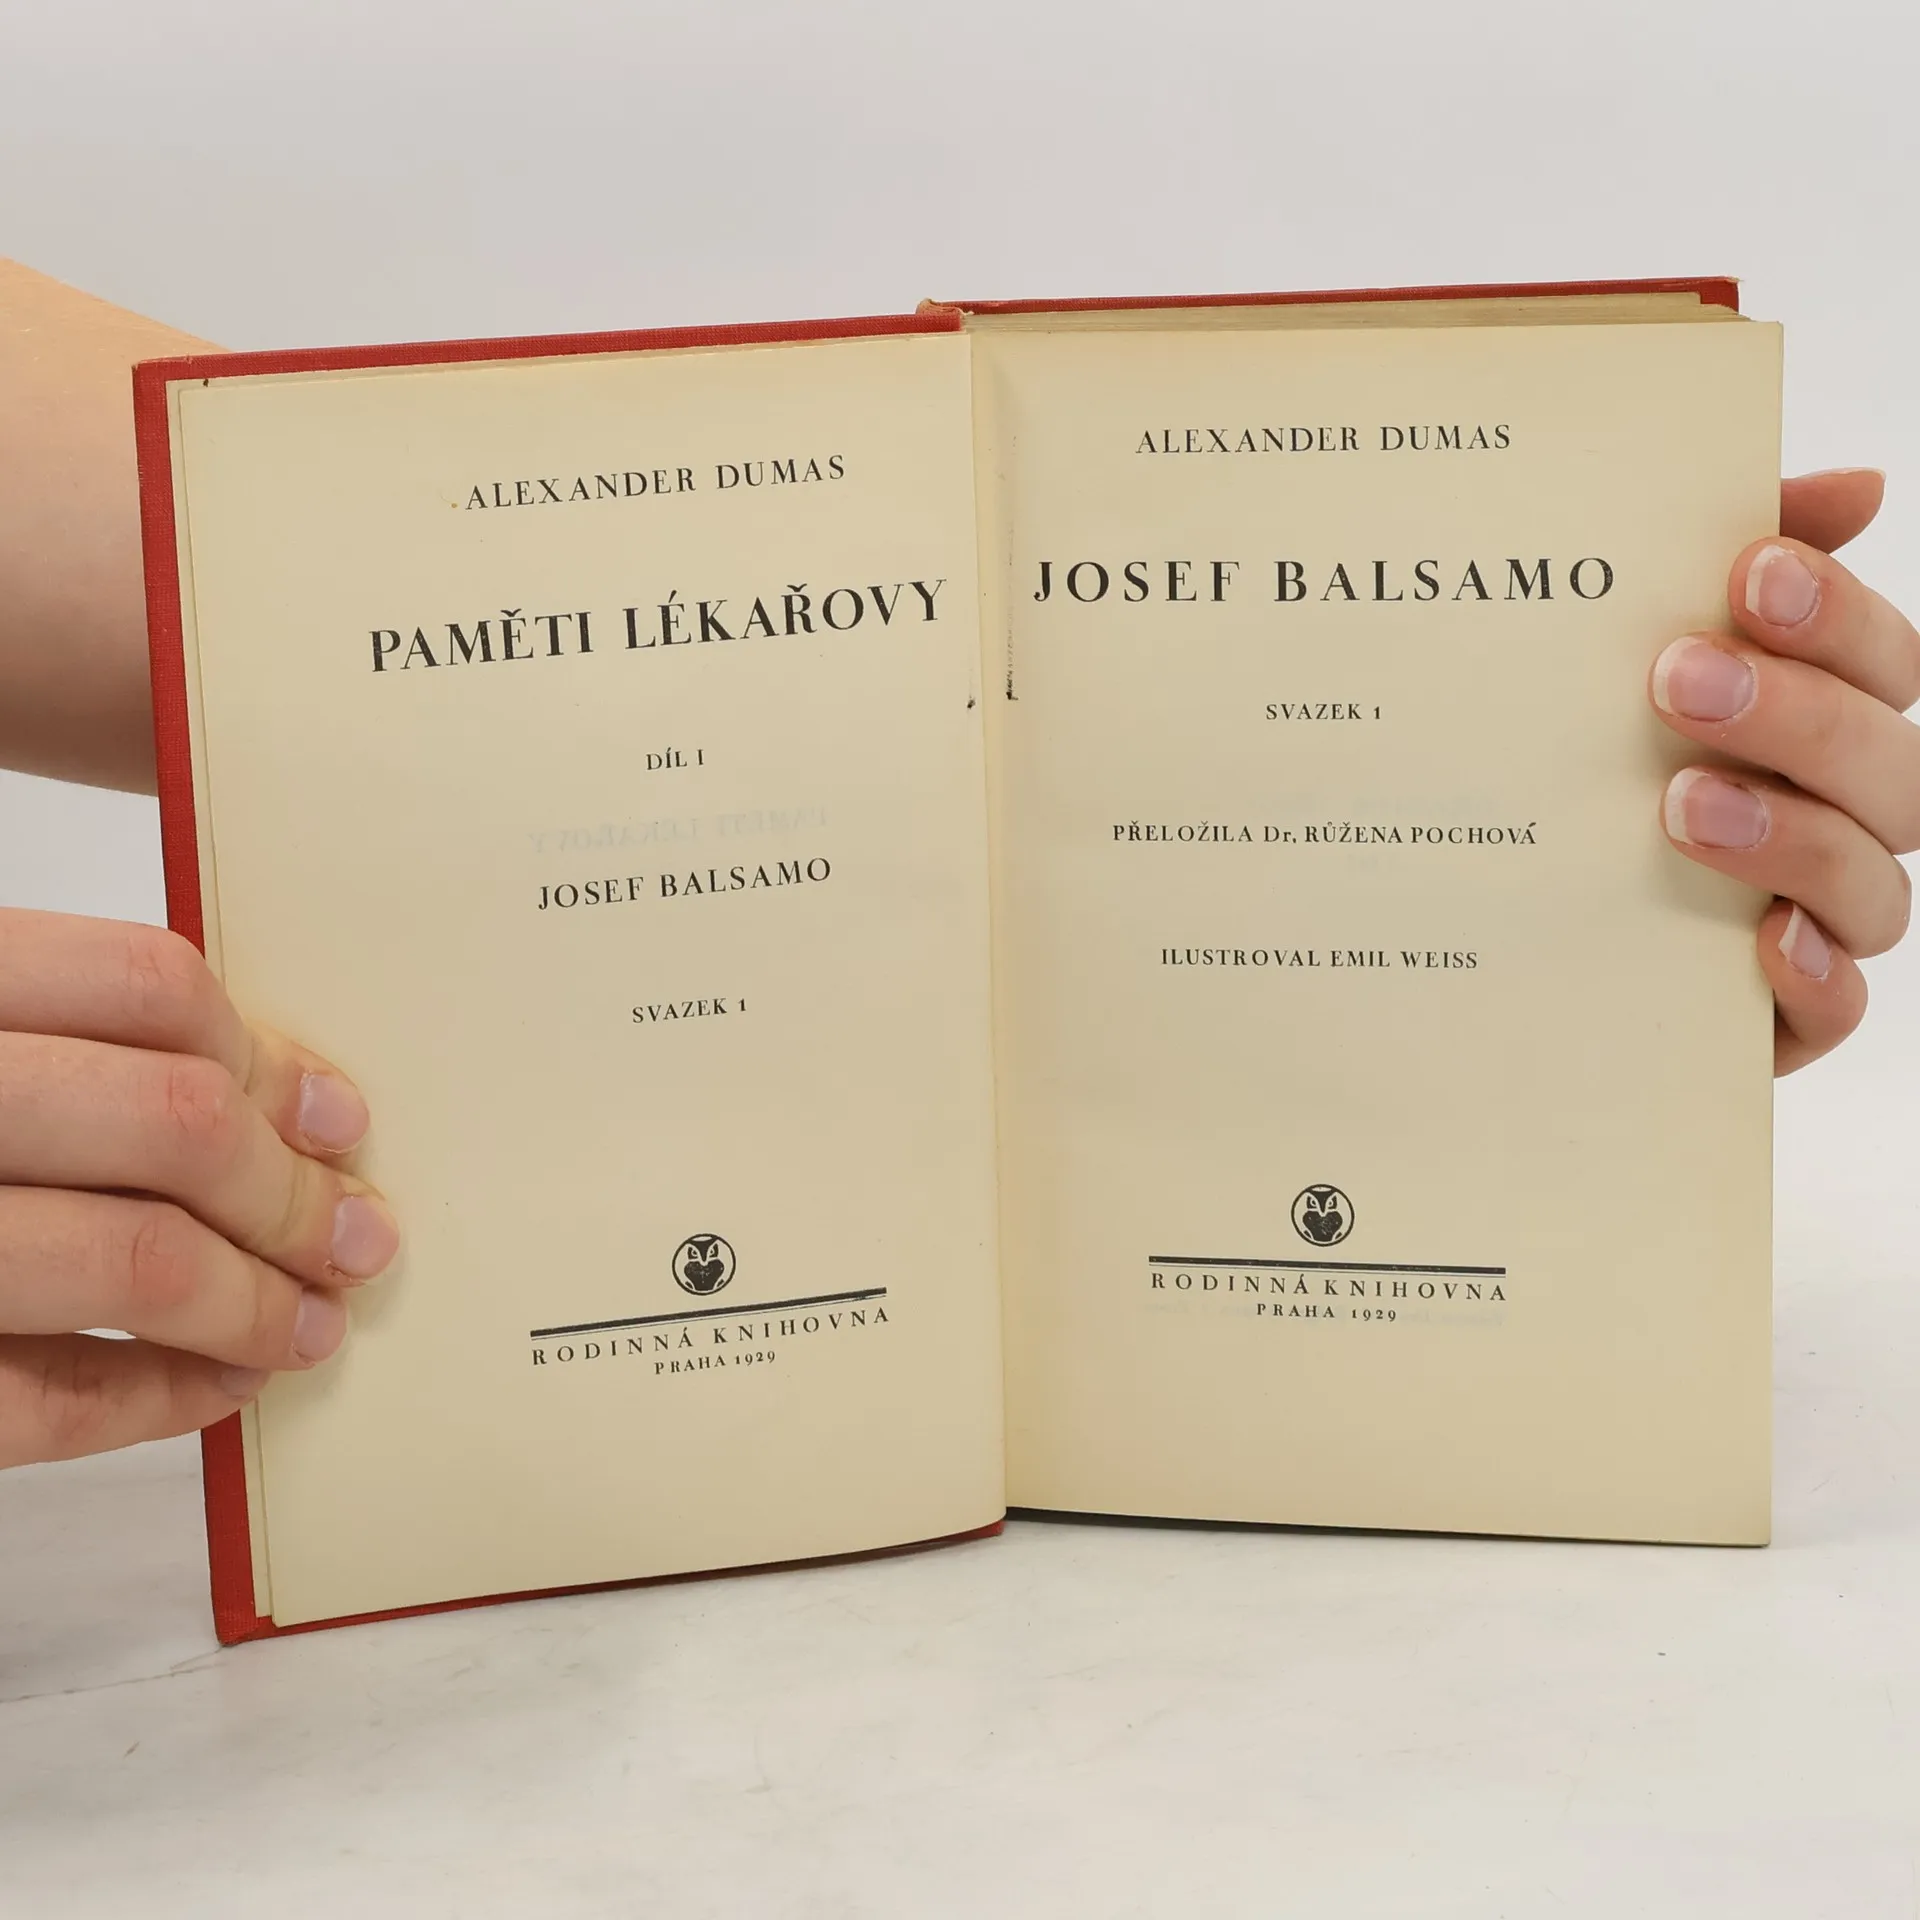 ALEXANDER DUMAS
PAMĚTI LÉKAŘOVY
DÍL I
JOSEF BALSAMO
SVAZEK 1
RODINNÁ KNIHOVNA
PRAHA 1929
ALEXANDER DUMAS
JOSEF BALSAMO
SVAZEK 1
PŘELOŽILA Dr. RŮŽENA POCHOVÁ
ILUSTROVAL EMIL WEISS
RODINNÁ KNIHOVNA
PRAHA 1929